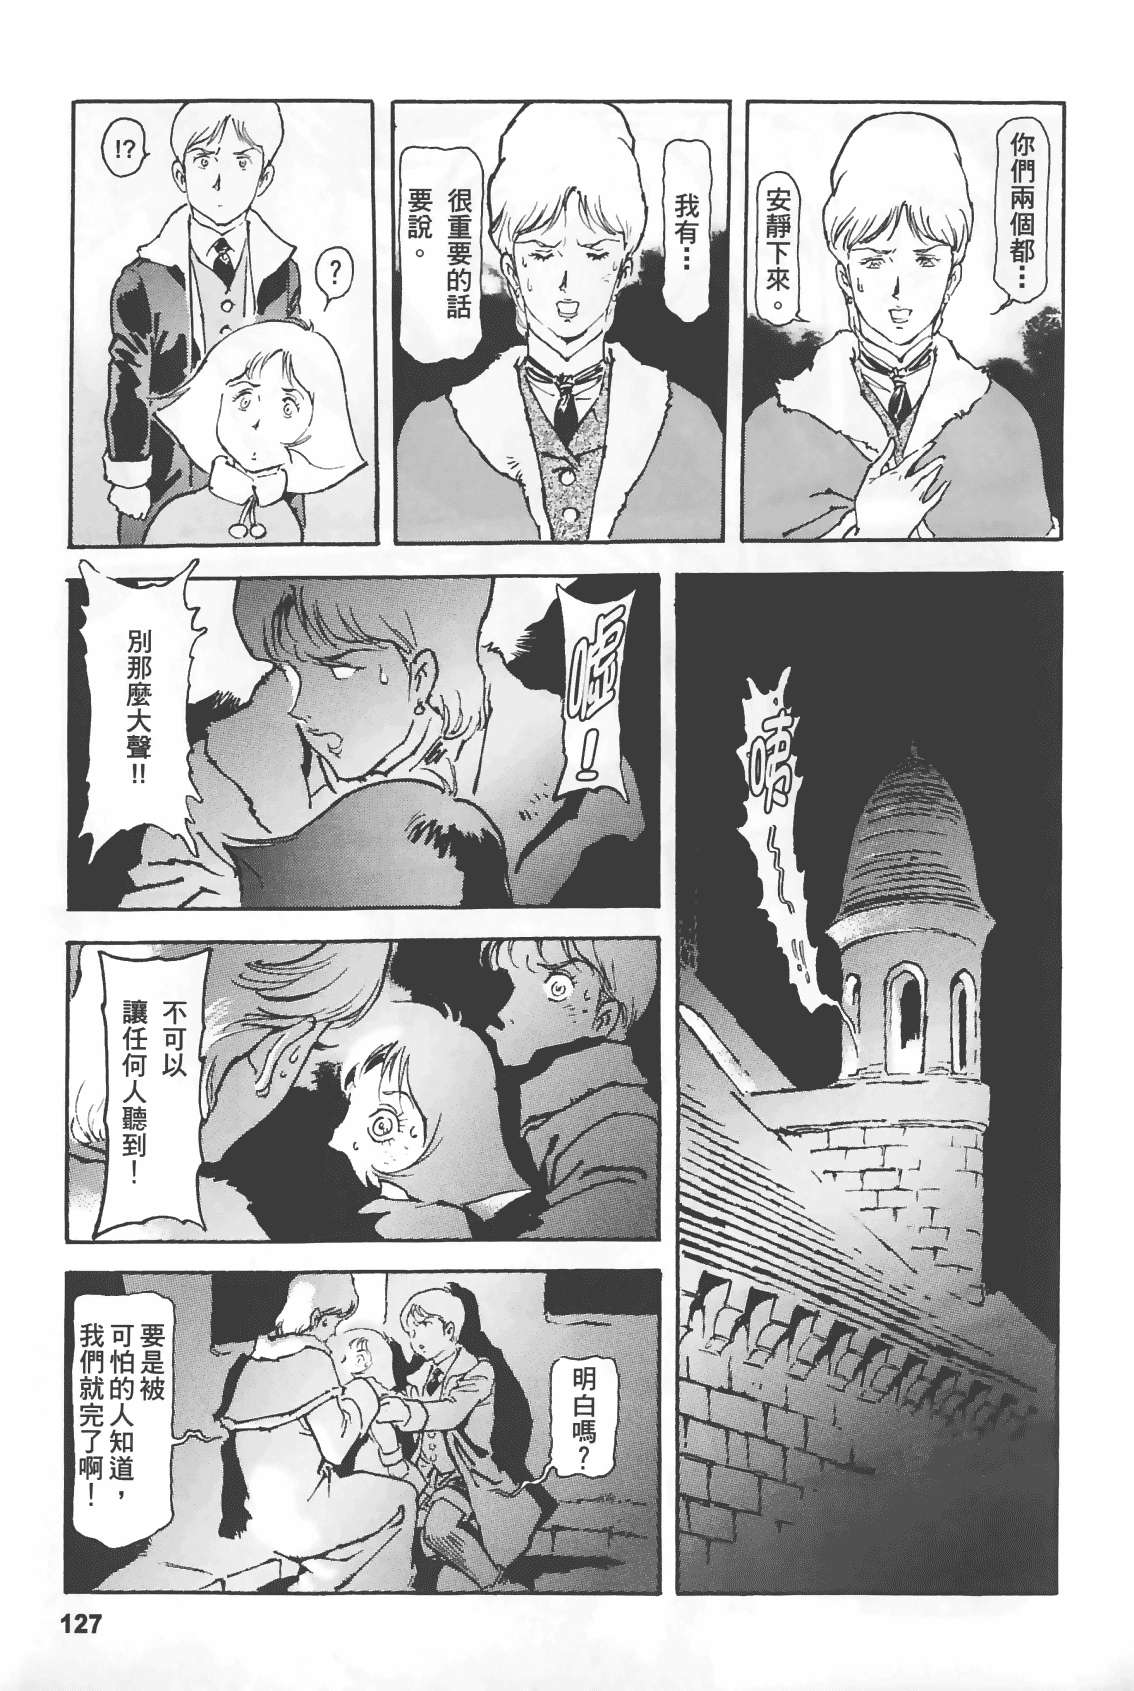 你們兩個都…
安靜下來。
我有…
很重要的話
要說。
!?
?
咦～…
噓！
別那麼大聲!!
不可以
讓任何人聽到！
明白嗎？
要是被
可怕的人知道，
我們就完了啊！
127